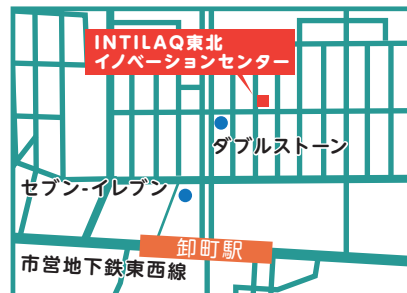 INTILAQ東北
イノベーションセンター
ダブルストーン
セブン-イレブン
卸町駅
市営地下鉄東西線